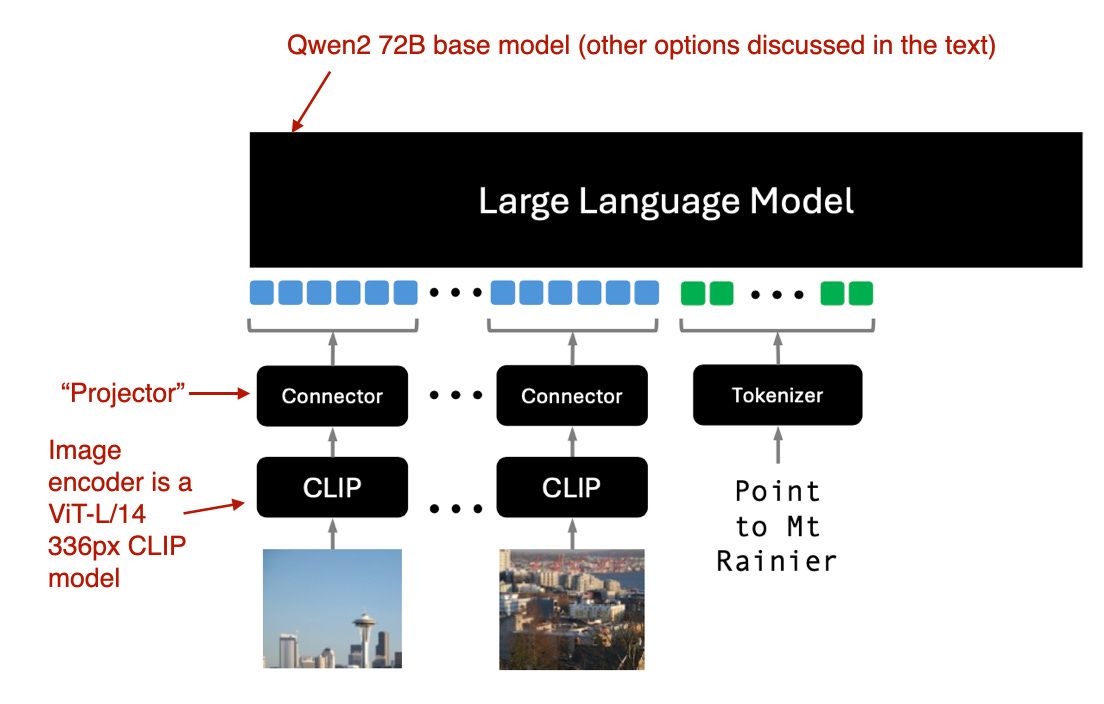 Qwen2 72B base model (other options discussed in the text)
Large Language Model
“Projector”
Connector
Connector
Tokenizer
Image
encoder is a
ViT-L/14
336px CLIP
model
CLIP
CLIP
Point
to Mt
Rainier